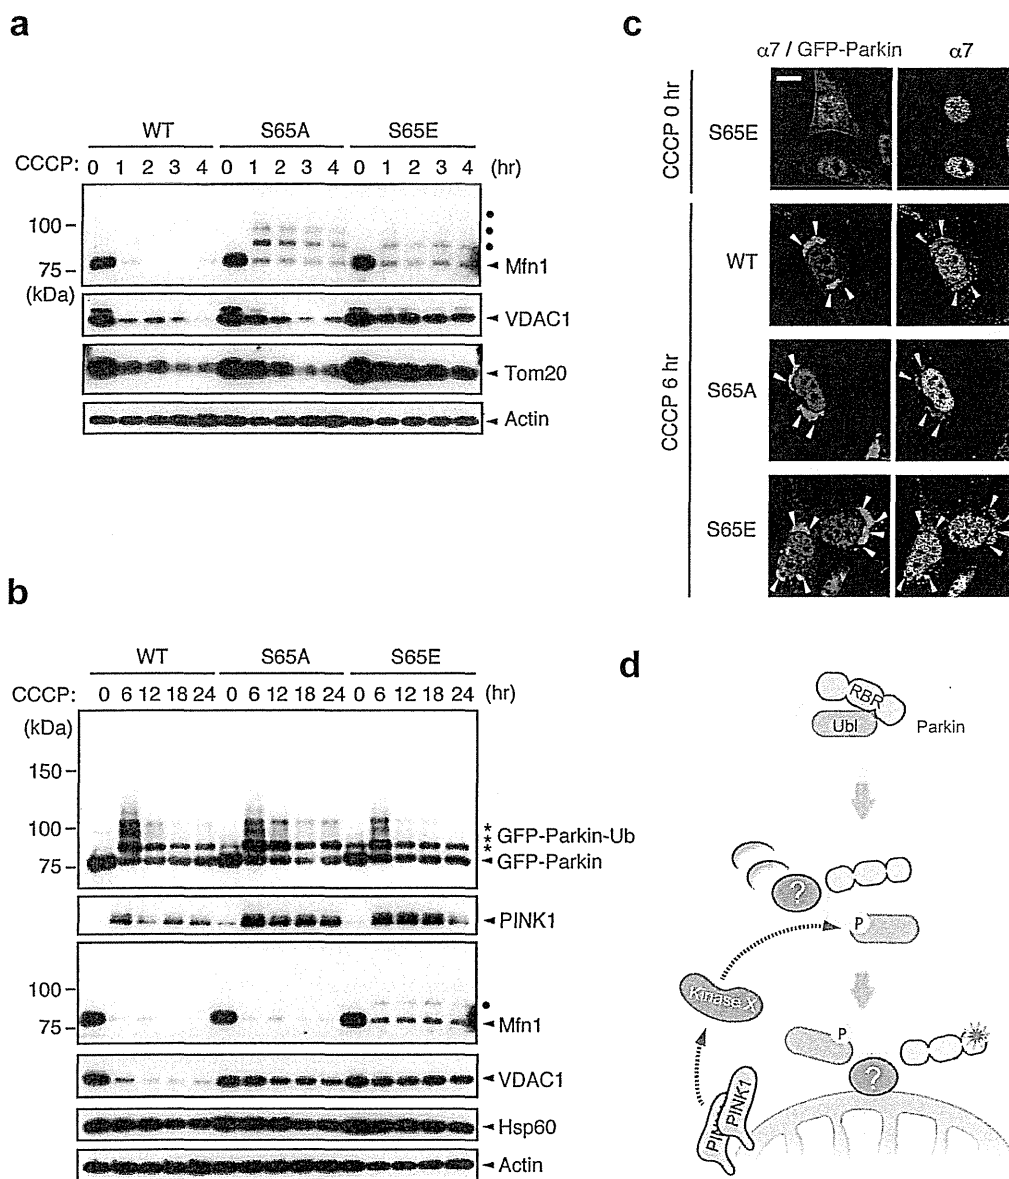 a
WT S65A S65E
CCCP: 0 1 2 3 4 0 1 2 3 4 0 1 2 3 4 (hr)
100
75
(kDa)
Mfn1
VDAC1
Tom20
Actin
b
WT S65A S65E
CCCP: 0 6 12 18 24 0 6 12 18 24 0 6 12 18 24 (hr)
(kDa)
150
100
75
* * *
GFP-Parkin-Ub
GFP-Parkin
PINK1
100
75
Mfn1
VDAC1
Hsp60
Actin
c
α7 / GFP-Parkin α7
CCCP 0 hr
S65E
CCCP 6 hr
WT
S65A
S65E
d
RBR
Ubl
Parkin
?
P
Kinase X
P
?
PINK1